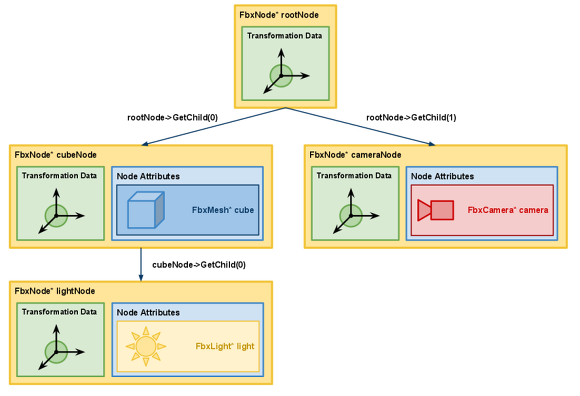 FbxNode* rootNode
Transformation Data
rootNode->GetChild(0)
rootNode->GetChild(1)
FbxNode* cubeNode
Transformation Data
Node Attributes
FbxMesh* cube
FbxNode* cameraNode
Transformation Data
Node Attributes
FbxCamera* camera
cubeNode->GetChild(0)
FbxNode* lightNode
Transformation Data
Node Attributes
FbxLight* light